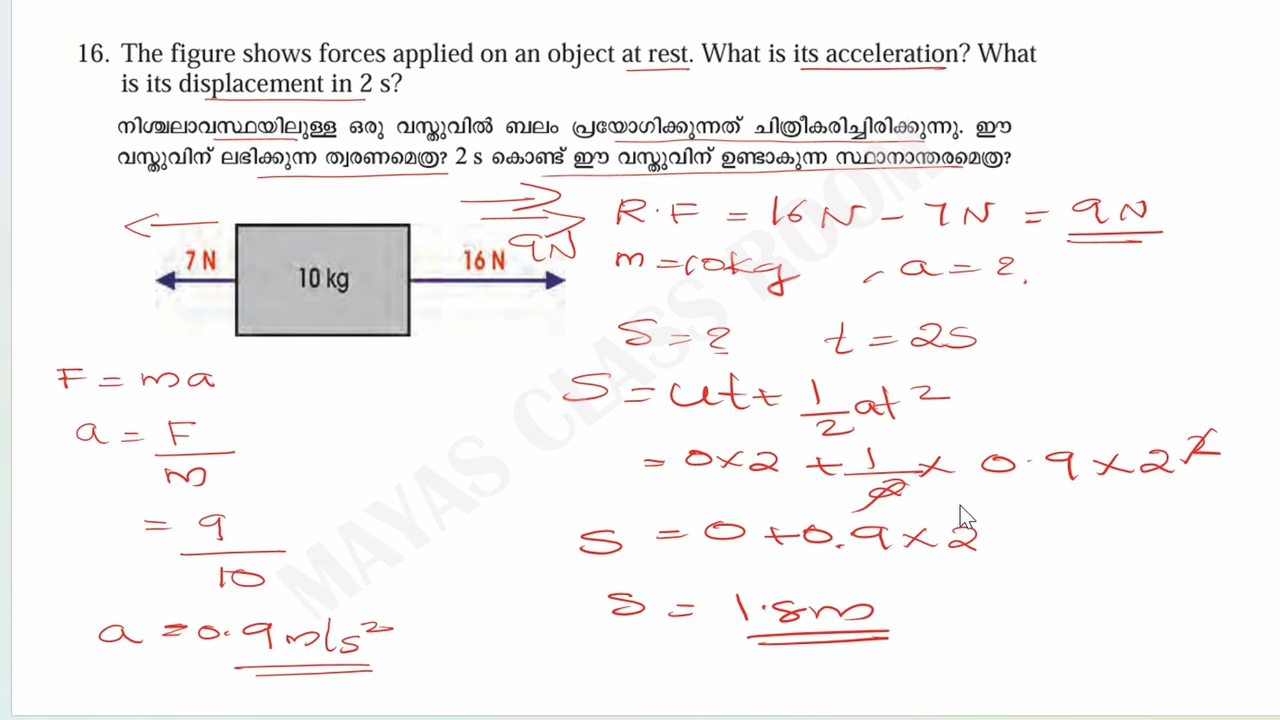 16. The figure shows forces applied on an object at rest. What is its acceleration? What
is its displacement in 2 s?
നിശ്ചലാവസ്ഥയിലുള്ള ഒരു വസ്തുവിൽ ബലം പ്രയോഗിക്കുന്നത് ചിത്രീകരിച്ചിരിക്കുന്നു. ഈ
വസ്തുവിന് ലഭിക്കുന്ന ത്വരണമെത്ര? 2 s കൊണ്ട് ഈ വസ്തുവിന് ഉണ്ടാകുന്ന സ്ഥാനാന്തരമെത്ര?
R.F = 16N - 7N = 9N
9N
7 N
10 kg
16 N
m = 10kg , a = ?.
S = ? t = 2s
F = ma
a = F/m
= 9/10
a = 0.9 m/s²
S = ut + 1/2 at²
= 0×2 + 1/2 × 0.9 × 2²
S = 0 + 0.9 × 2
S = 1.8m
MAYAS CLASS ROOM